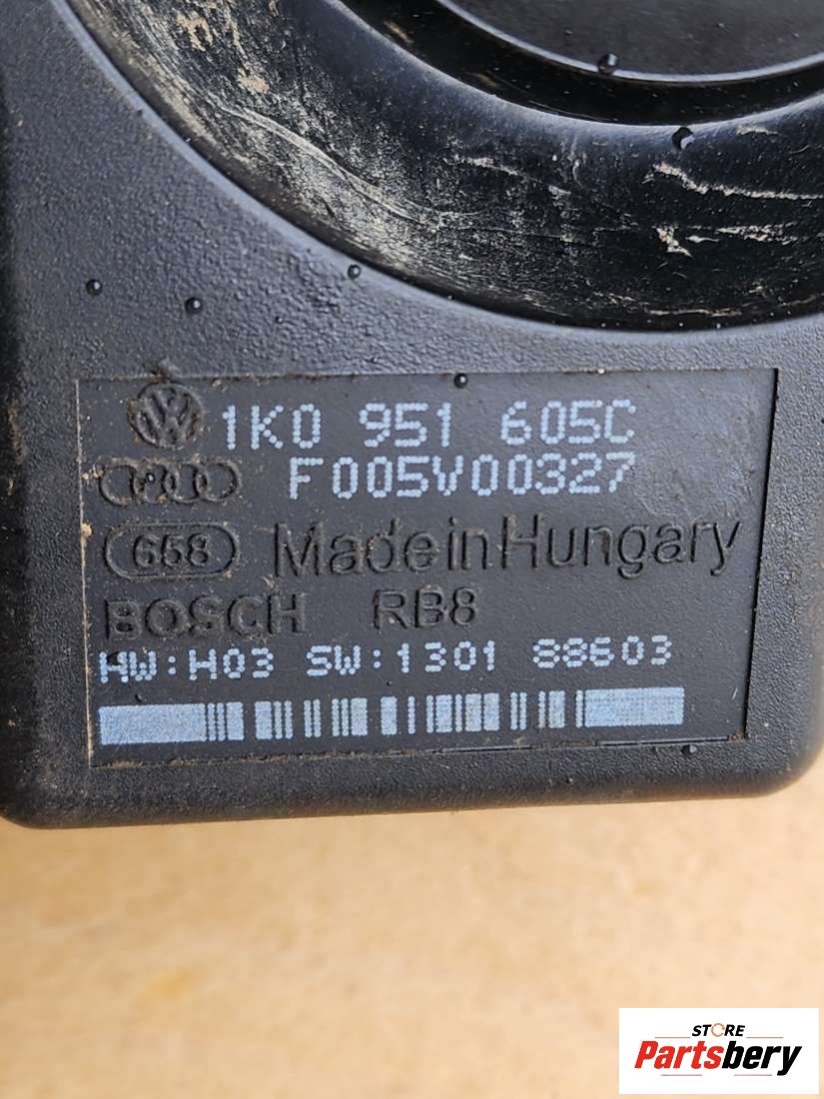 1K0 951 605C
F005V00327
658 Made in Hungary
BOSCH RB8
HW:H03 SW:1301 88603
STORE
Partsbery